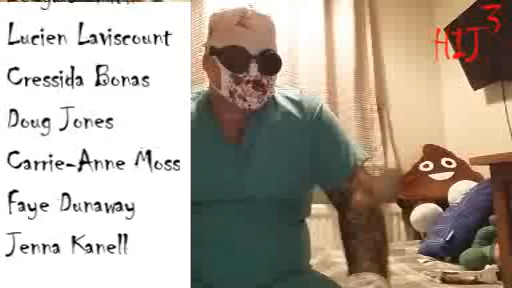 Lucien Laviscount
Cressida Bonas
Doug Jones
Carrie-Anne Moss
Faye Dunaway
Jenna Kanell
HIJ3